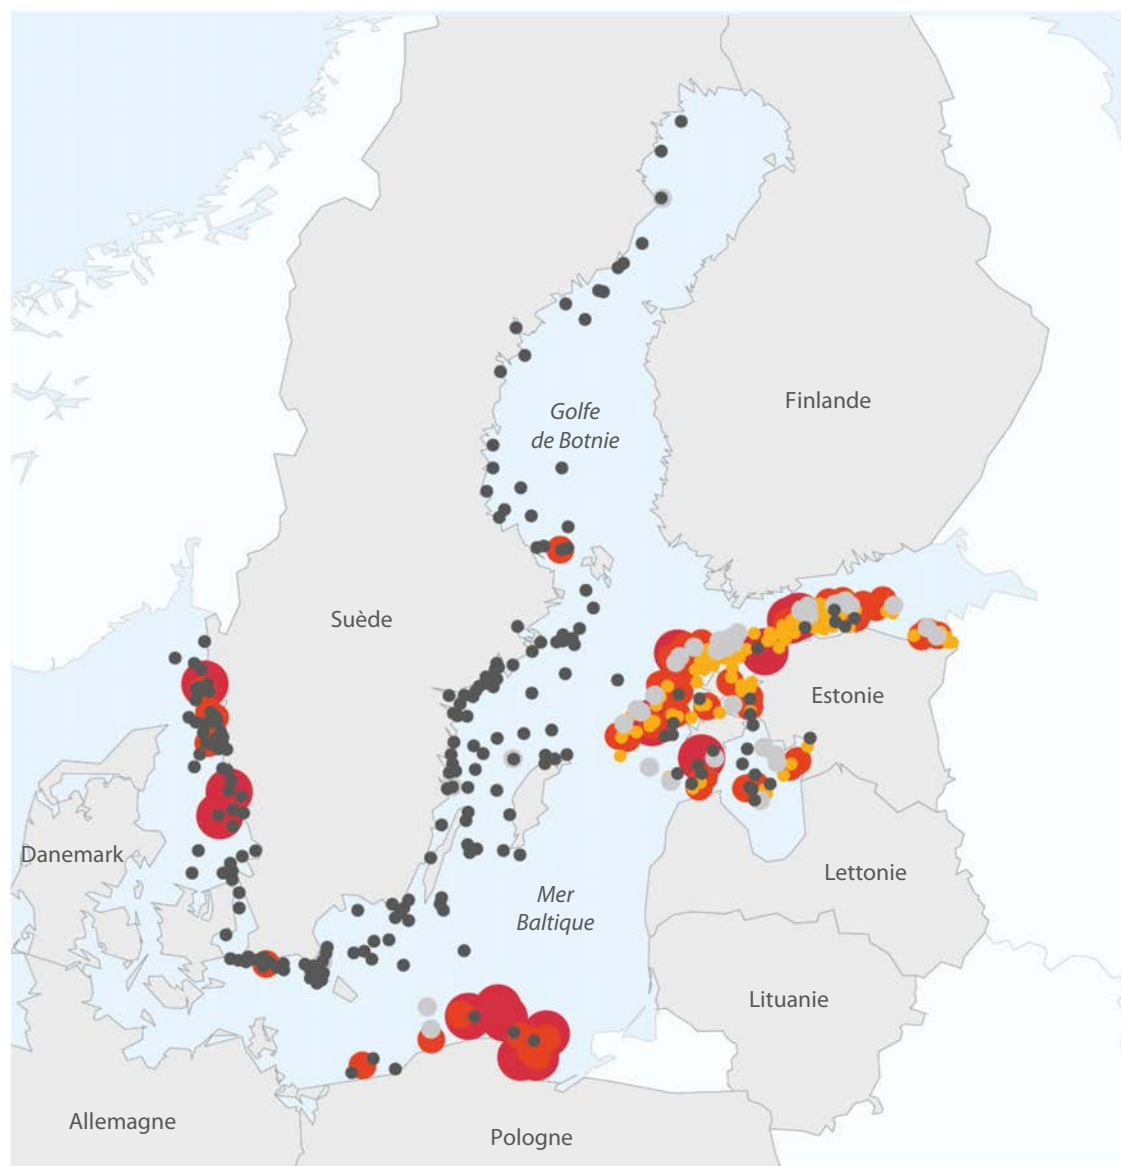 Golfe
de Botnie
Finlande
Suède
Estonie
Danemark
Lettonie
Mer
Baltique
Lituanie
Allemagne
Pologne